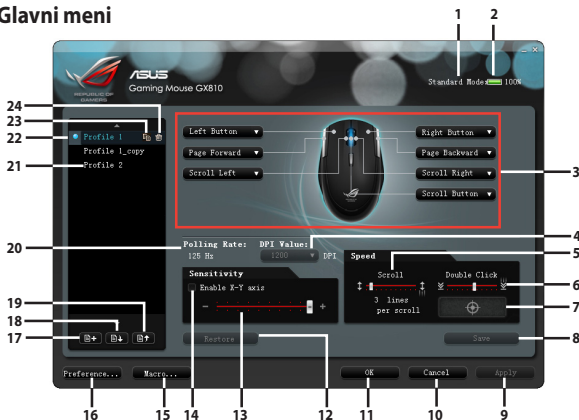 Glavni meni
1
2
REPUBLIC OF
GAMERS
ASUS
Gaming Mouse GX810
Standard Mode
100%
24
23
22
21
Profile 1
Profile 1_copy
Profile 2
Left Button
Page Forward
Scroll Left
Right Button
Page Backward
Scroll Right
Scroll Button
3
4
5
6
7
8
20
Polling Rate:
125 Hz
DPI Value:
1200
DPI
Speed
Scroll
Double Click
3 lines
per scroll
Sensitivity
Enable X-Y axis
19
18
17
Restore
Save
Preference...
Macro...
OK
Cancel
Apply
16
15
14
13
12
11
10
9